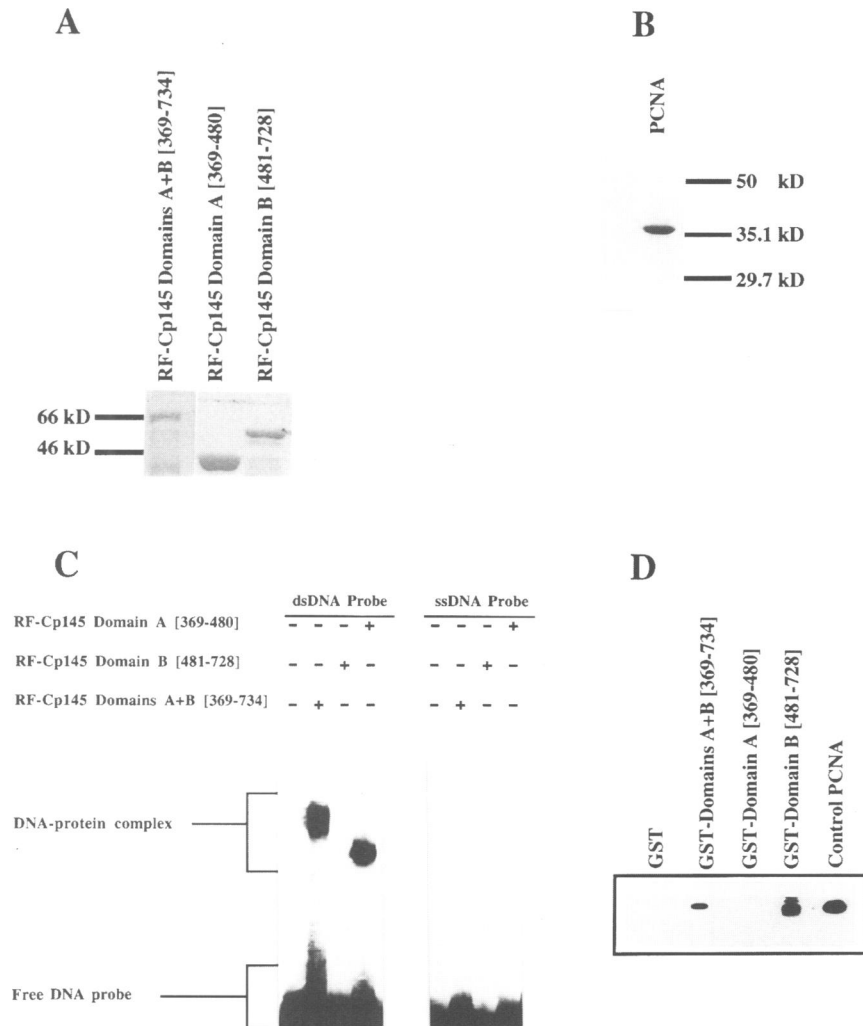 A
RF-Cp145 Domains A+B [369-734]
RF-Cp145 Domain A [369-480]
RF-Cp145 Domain B [481-728]
66 kD
46 kD
B
PCNA
50 kD
35.1 kD
29.7 kD
C
dsDNA Probe ssDNA Probe
RF-Cp145 Domain A [369-480] - - - + - - - +
RF-Cp145 Domain B [481-728] - - + - - - + -
RF-Cp145 Domains A+B [369-734] - + - - - + - -
DNA-protein complex
Free DNA probe
D
GST
GST-Domains A+B [369-734]
GST-Domain A [369-480]
GST-Domain B [481-728]
Control PCNA